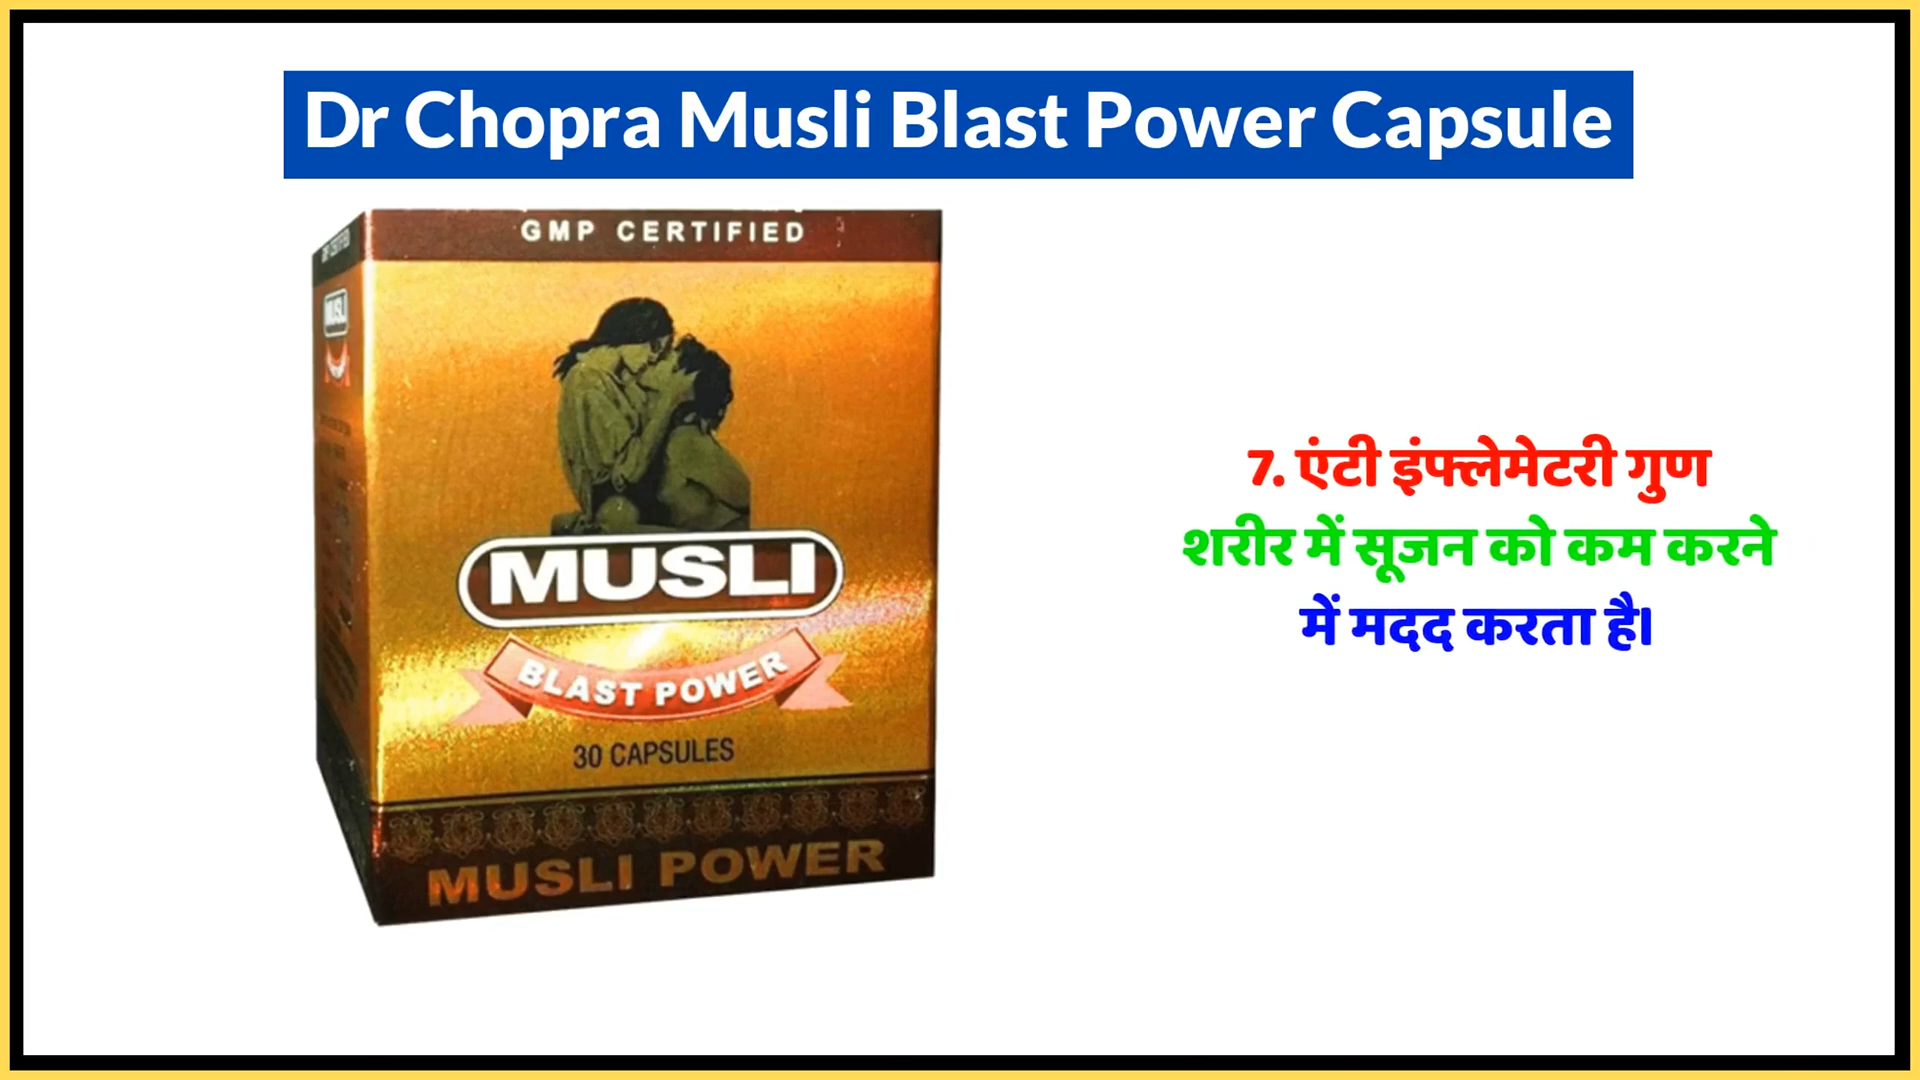 Dr Chopra Musli Blast Power Capsule
GMP CERTIFIED
MUSLI
MUSLI
BLAST POWER
30 CAPSULES
MUSLI POWER
7. एंटी इंफ्लेमेटरी गुण
शरीर में सूजन को कम करने
में मदद करता है।